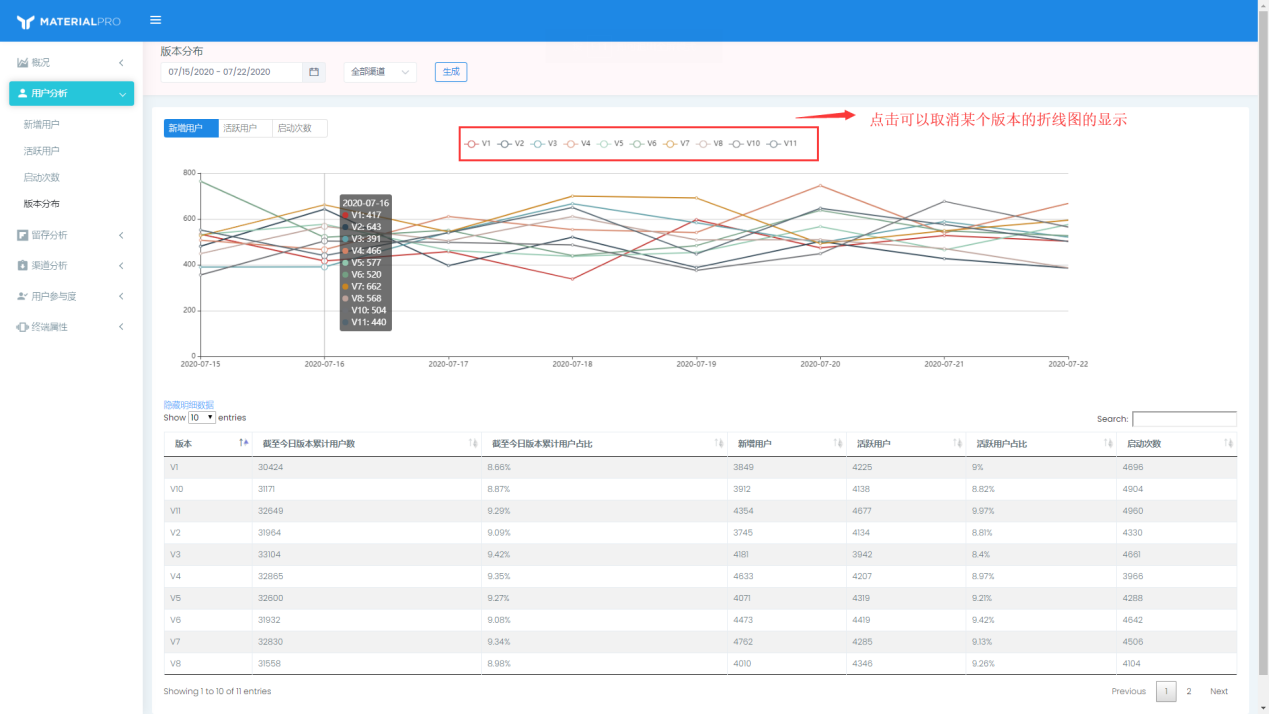 MATERIALPRO
概况
用户分析
新增用户
活跃用户
启动次数
版本分布
留存分析
渠道分析
用户参与度
终端属性
版本分布
07/15/2020 - 07/22/2020 全部渠道 生成
新增用户 活跃用户 启动次数
点击可以取消某个版本的折线图的显示
V1 V2 V3 V4 V5 V6 V7 V8 V10 V11
800
600
400
200
0
2020-07-16
V1: 417
V2: 643
V3: 391
V4: 466
V5: 577
V6: 520
V7: 662
V8: 568
V10: 504
V11: 440
2020-07-15 2020-07-16 2020-07-17 2020-07-18 2020-07-19 2020-07-20 2020-07-21 2020-07-22
隐藏明细数据
Show 10 entries Search:
版本 截至今日版本累计用户数 截至今日版本累计用户占比 新增用户 活跃用户 活跃用户占比 启动次数
V1 30424 8.66% 3849 4225 9% 4696
V10 31171 8.87% 3912 4138 8.82% 4904
V11 32649 9.29% 4354 4677 9.97% 4960
V2 31964 9.09% 3745 4134 8.81% 4330
V3 33104 9.42% 4181 3942 8.4% 4661
V4 32865 9.35% 4633 4207 8.97% 3966
V5 32600 9.27% 4071 4319 9.21% 4288
V6 31932 9.08% 4473 4419 9.42% 4642
V7 32830 9.34% 4762 4285 9.13% 4506
V8 31558 8.98% 4010 4346 9.26% 4104
Showing 1 to 10 of 11 entries Previous 1 2 Next